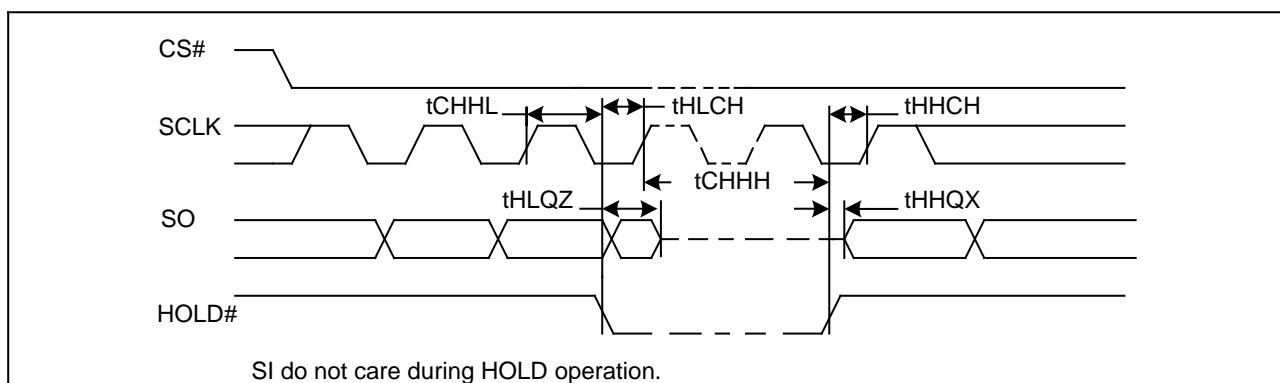 CS#
tCHHL
tHLCH
tHHCH
SCLK
tCHHH
tHLQZ
tHHQX
SO
HOLD#
SI do not care during HOLD operation.